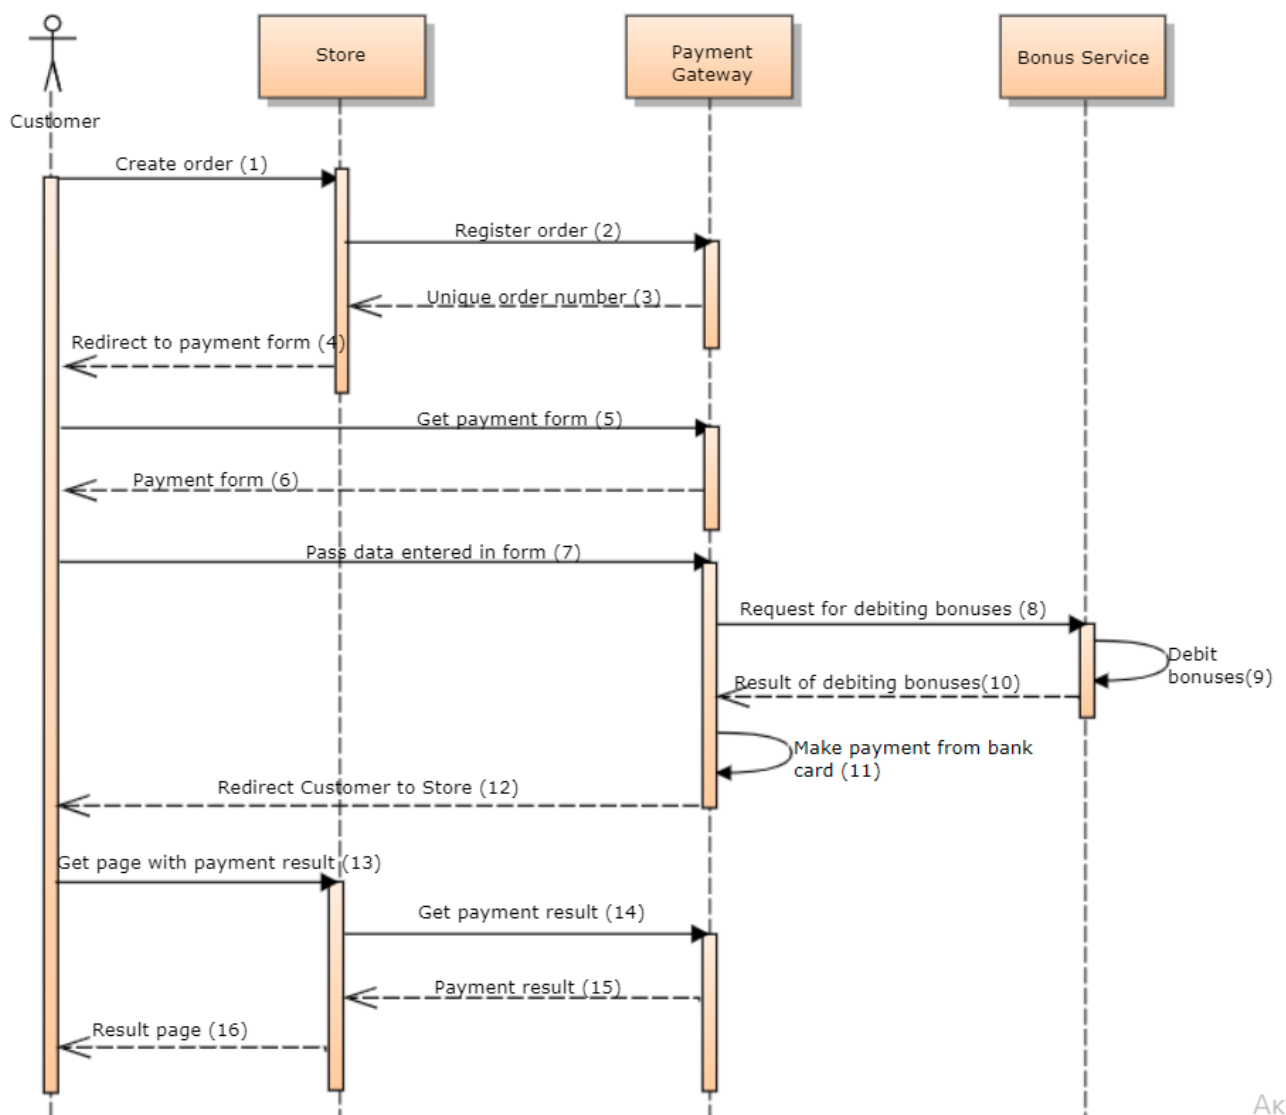 Store
Payment
Gateway
Bonus Service
Customer
Create order (1)
Register order (2)
Unique order number (3)
Redirect to payment form (4)
Get payment form (5)
Payment form (6)
Pass data entered in form (7)
Request for debiting bonuses (8)
Debit
bonuses(9)
Result of debiting bonuses(10)
Make payment from bank
card (11)
Redirect Customer to Store (12)
Get page with payment result (13)
Get payment result (14)
Payment result (15)
Result page (16)
Ак